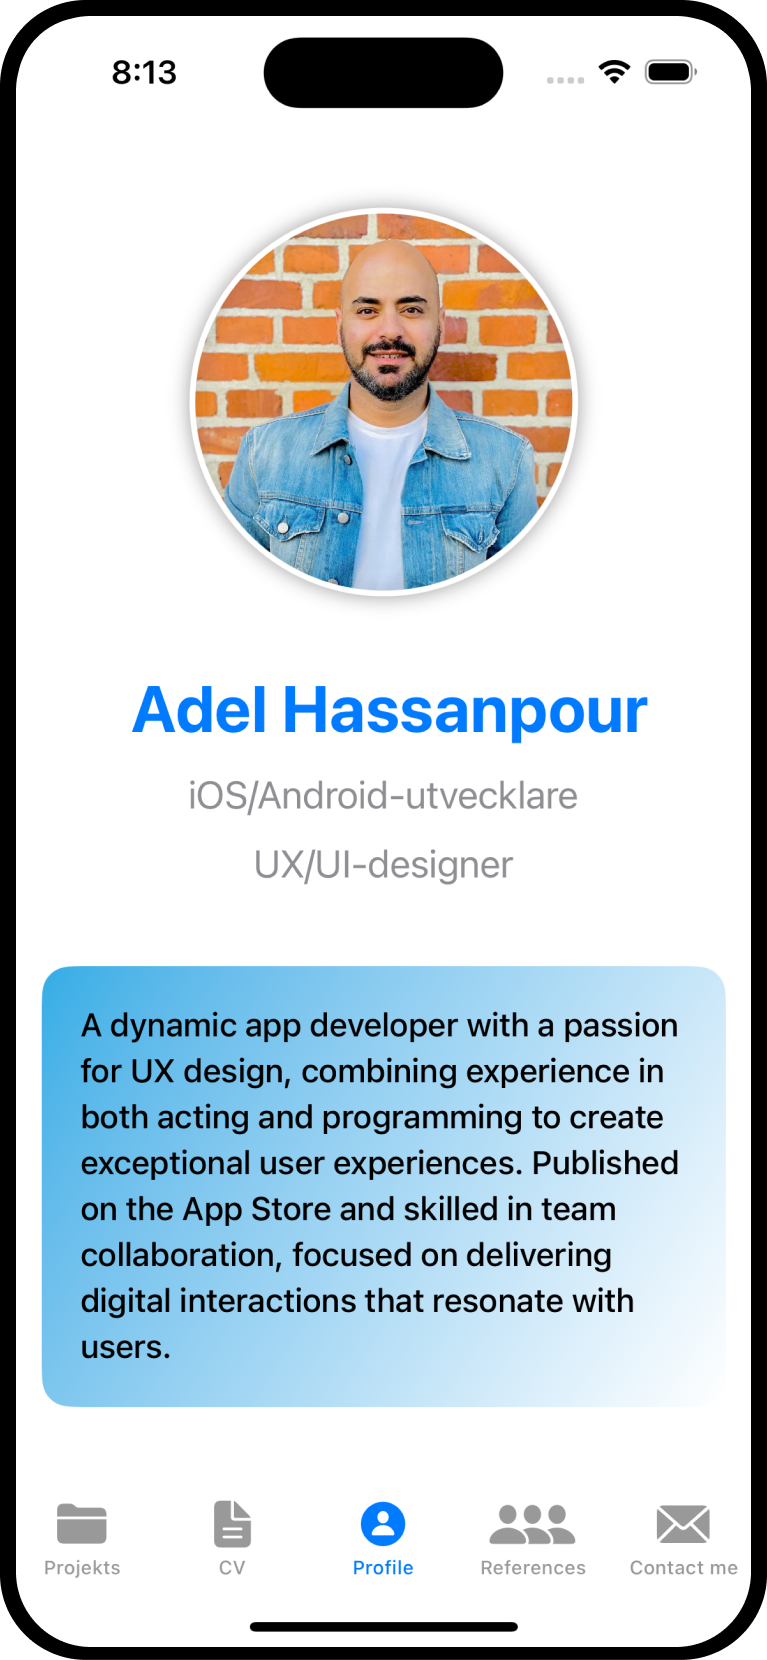 8:13
Adel Hassanpour
iOS/Android-utvecklare
UX/UI-designer
A dynamic app developer with a passion
for UX design, combining experience in
both acting and programming to create
exceptional user experiences. Published
on the App Store and skilled in team
collaboration, focused on delivering
digital interactions that resonate with
users.
Projekts
CV
Profile
References
Contact me